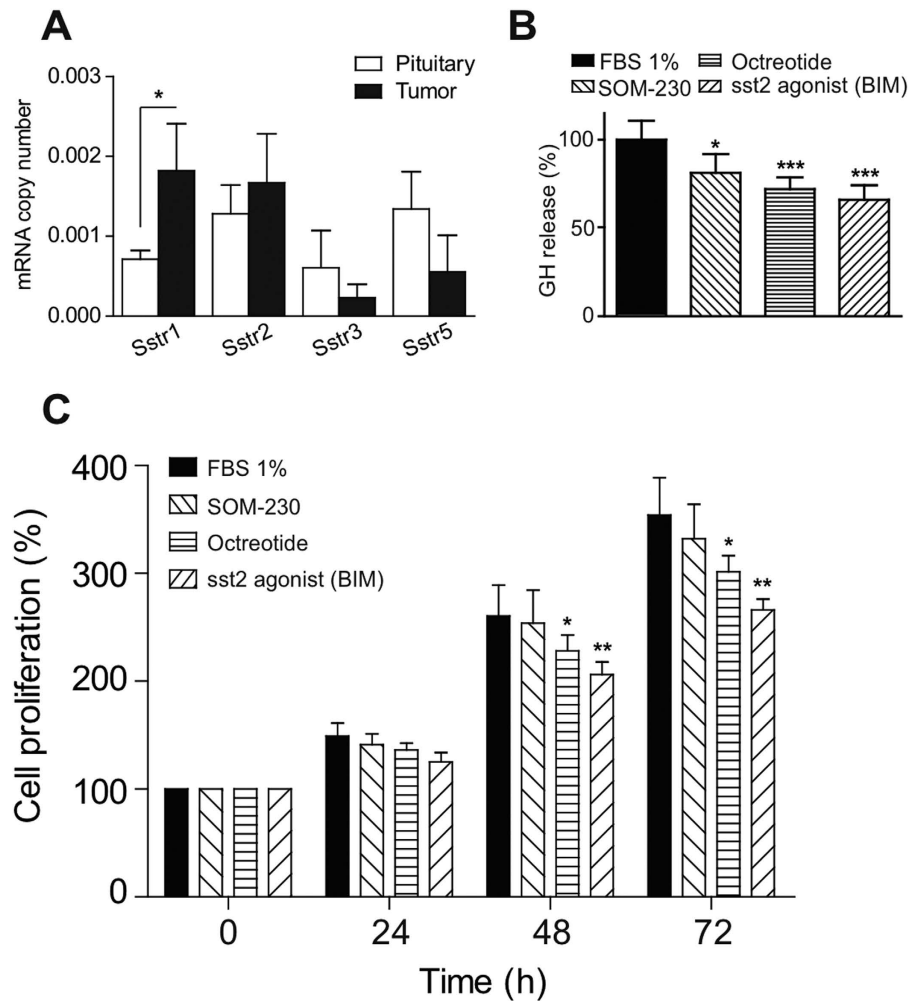 A
mRNA copy number
0.003
0.002
0.001
0.000
*
Pituitary
Tumor
Sstr1
Sstr2
Sstr3
Sstr5
B
FBS 1%
Octreotide
SOM-230
sst2 agonist (BIM)
GH release (%)
100
50
0
*
***
***
C
FBS 1%
SOM-230
Octreotide
sst2 agonist (BIM)
Cell proliferation (%)
400
300
200
100
0
*
**
*
**
0
24
48
72
Time (h)